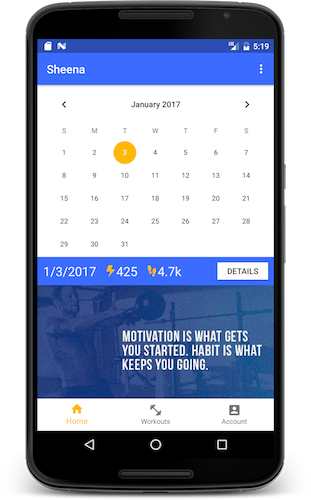 5:19
Sheena
January 2017
S M T W T F S
1 2 3 4 5 6 7
8 9 10 11 12 13 14
15 16 17 18 19 20 21
22 23 24 25 26 27 28
29 30 31
1/3/2017 425 4.7k DETAILS
MOTIVATION IS WHAT GETS
YOU STARTED. HABIT IS WHAT
KEEPS YOU GOING.
Home Workouts Account